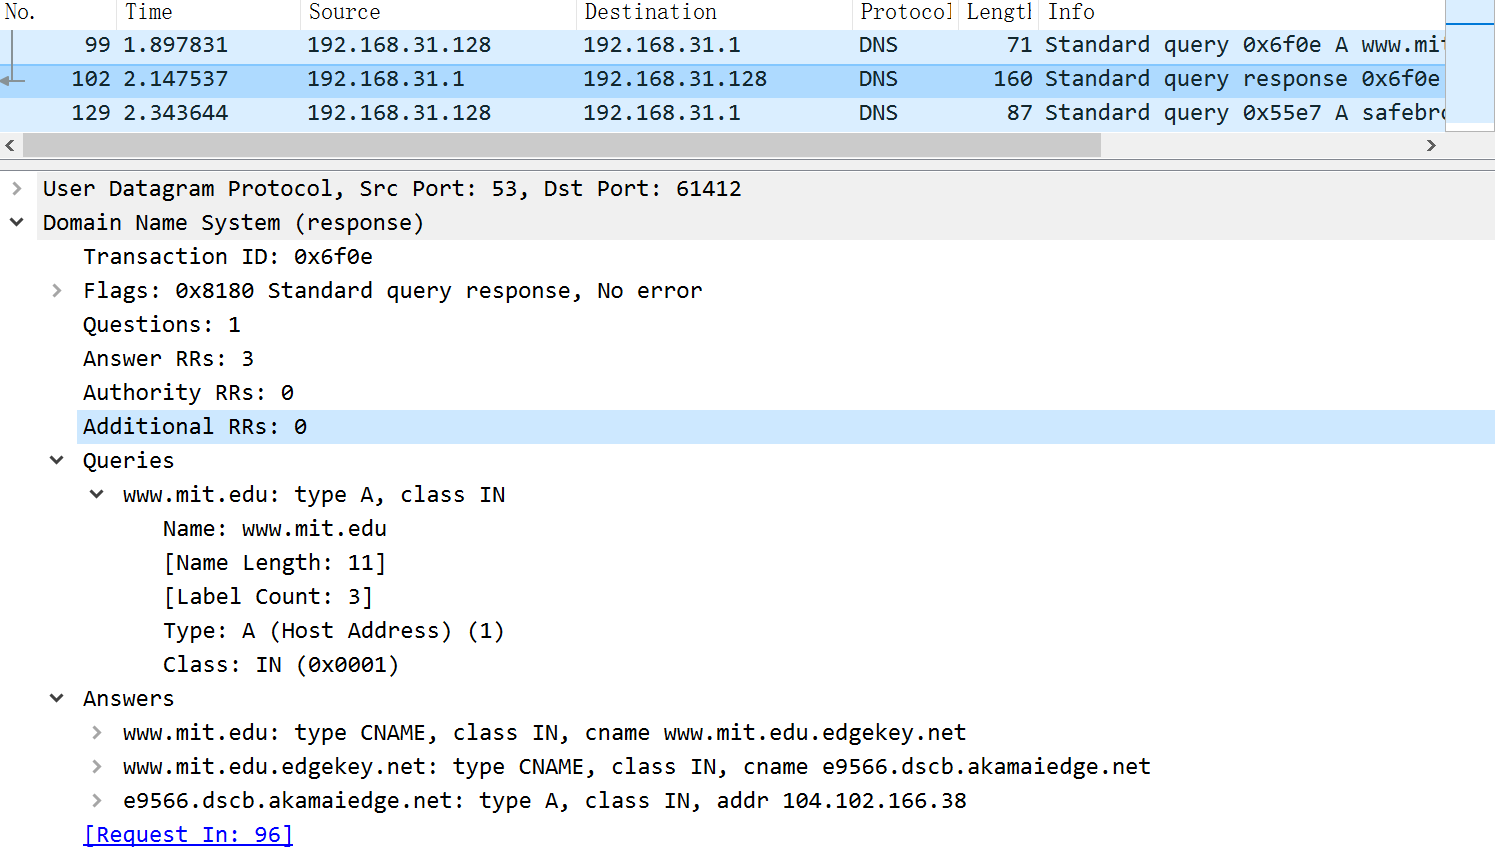 No. Time Source Destination Protocol Length Info
99 1.897831 192.168.31.128 192.168.31.1 DNS 71 Standard query 0x6f0e A www.mit
102 2.147537 192.168.31.1 192.168.31.128 DNS 160 Standard query response 0x6f0e
129 2.343644 192.168.31.128 192.168.31.1 DNS 87 Standard query 0x55e7 A safebro
User Datagram Protocol, Src Port: 53, Dst Port: 61412
Domain Name System (response)
Transaction ID: 0x6f0e
Flags: 0x8180 Standard query response, No error
Questions: 1
Answer RRs: 3
Authority RRs: 0
Additional RRs: 0
Queries
www.mit.edu: type A, class IN
Name: www.mit.edu
[Name Length: 11]
[Label Count: 3]
Type: A (Host Address) (1)
Class: IN (0x0001)
Answers
www.mit.edu: type CNAME, class IN, cname www.mit.edu.edgekey.net
www.mit.edu.edgekey.net: type CNAME, class IN, cname e9566.dscb.akamaiedge.net
e9566.dscb.akamaiedge.net: type A, class IN, addr 104.102.166.38
[Request In: 96]